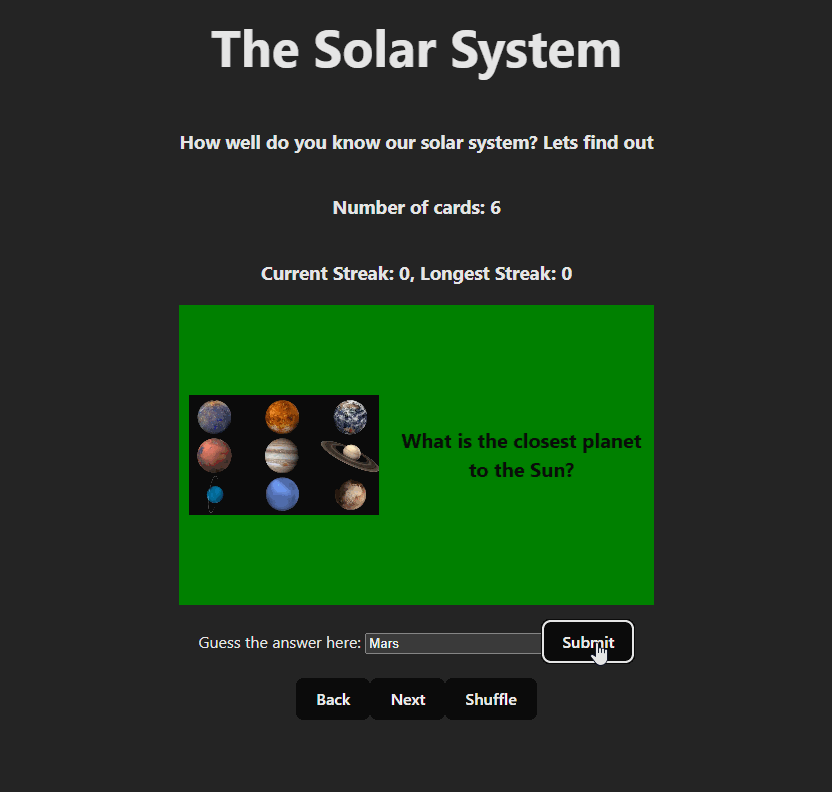 The Solar System
How well do you know our solar system? Lets find out
Number of cards: 6
Current Streak: 0, Longest Streak: 0
What is the closest planet
to the Sun?
Guess the answer here: Mars Submit
Back Next Shuffle